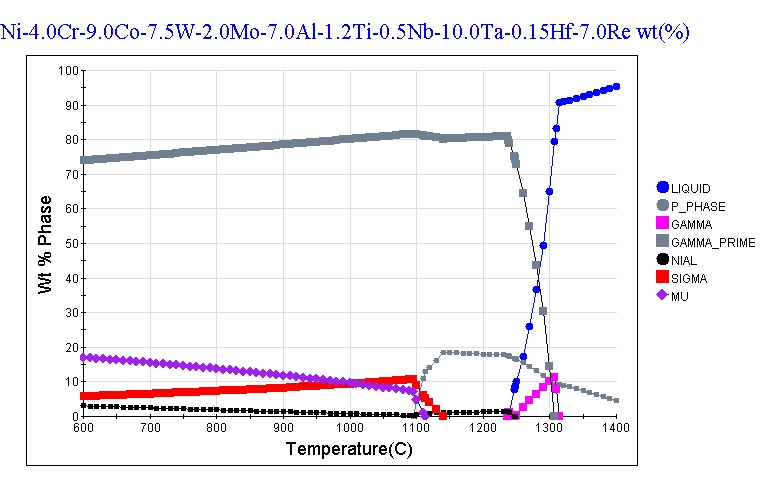 Ni-4.0Cr-9.0Co-7.5W-2.0Mo-7.0Al-1.2Ti-0.5Nb-10.0Ta-0.15Hf-7.0Re wt(%)
100
90
80
70
60
50
40
30
20
10
0
Wt % Phase
600 700 800 900 1000 1100 1200 1300 1400
Temperature(C)
LIQUID
P_PHASE
GAMMA
GAMMA_PRIME
NIAL
SIGMA
MU